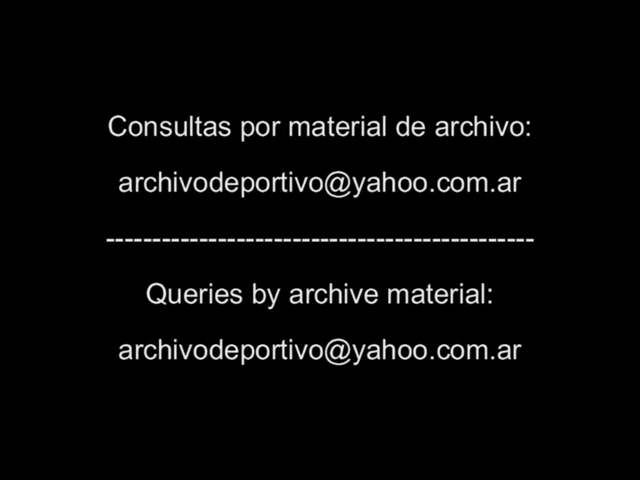 Consultas por material de archivo:
archivodeportivo@yahoo.com.ar
-----------------------------------------------
Queries by archive material:
archivodeportivo@yahoo.com.ar